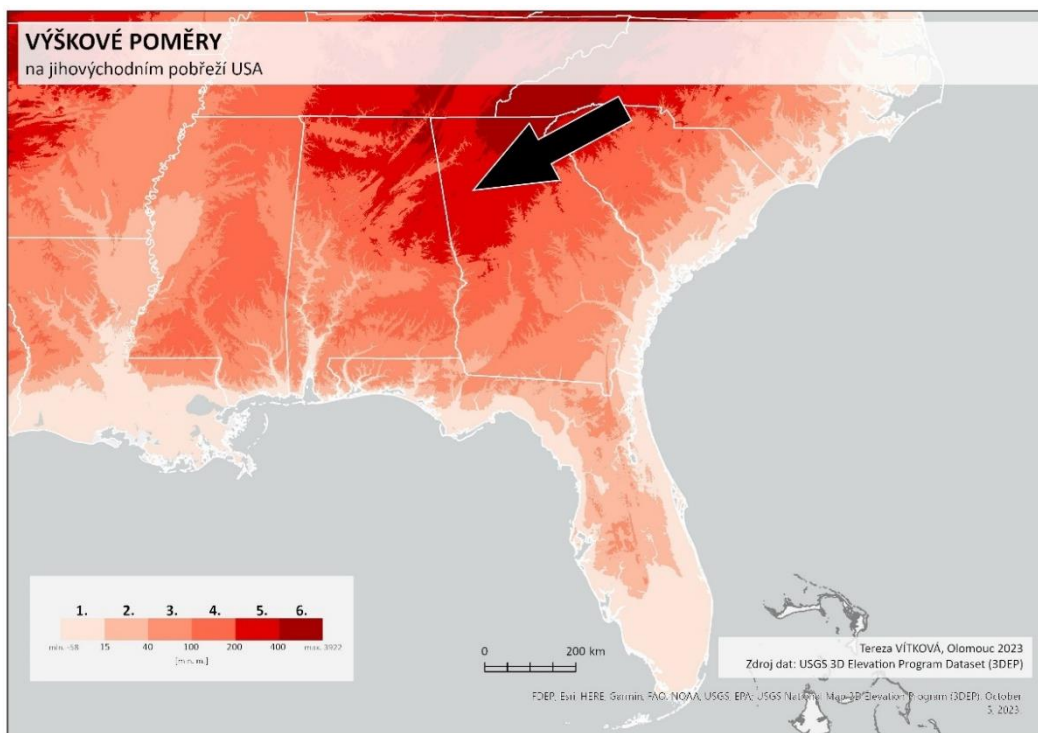 VÝŠKOVÉ POMĚRY
na jihovýchodním pobřeží USA
1. 2. 3. 4. 5. 6.
min. -58 15 40 100 200 400 max. 3922
[m n. m.]
0 200 km
Tereza VÍTKOVÁ, Olomouc 2023
Zdroj dat: USGS 3D Elevation Program Dataset (3DEP)
FDEP, Esri, HERE, Garmin, FAO, NOAA, USGS, EPA; USGS National Map 3D Elevation Program (3DEP). October
5, 2023